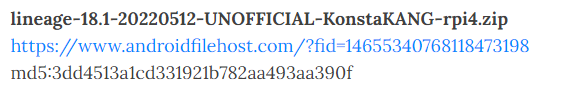 lineage-18.1-20220512-UNOFFICIAL-KonstaKANG-rpi4.zip
https://www.androidfilehost.com/?fid=14655340768118473198
md5:3dd4513a1cd331921b782aa493aa390f